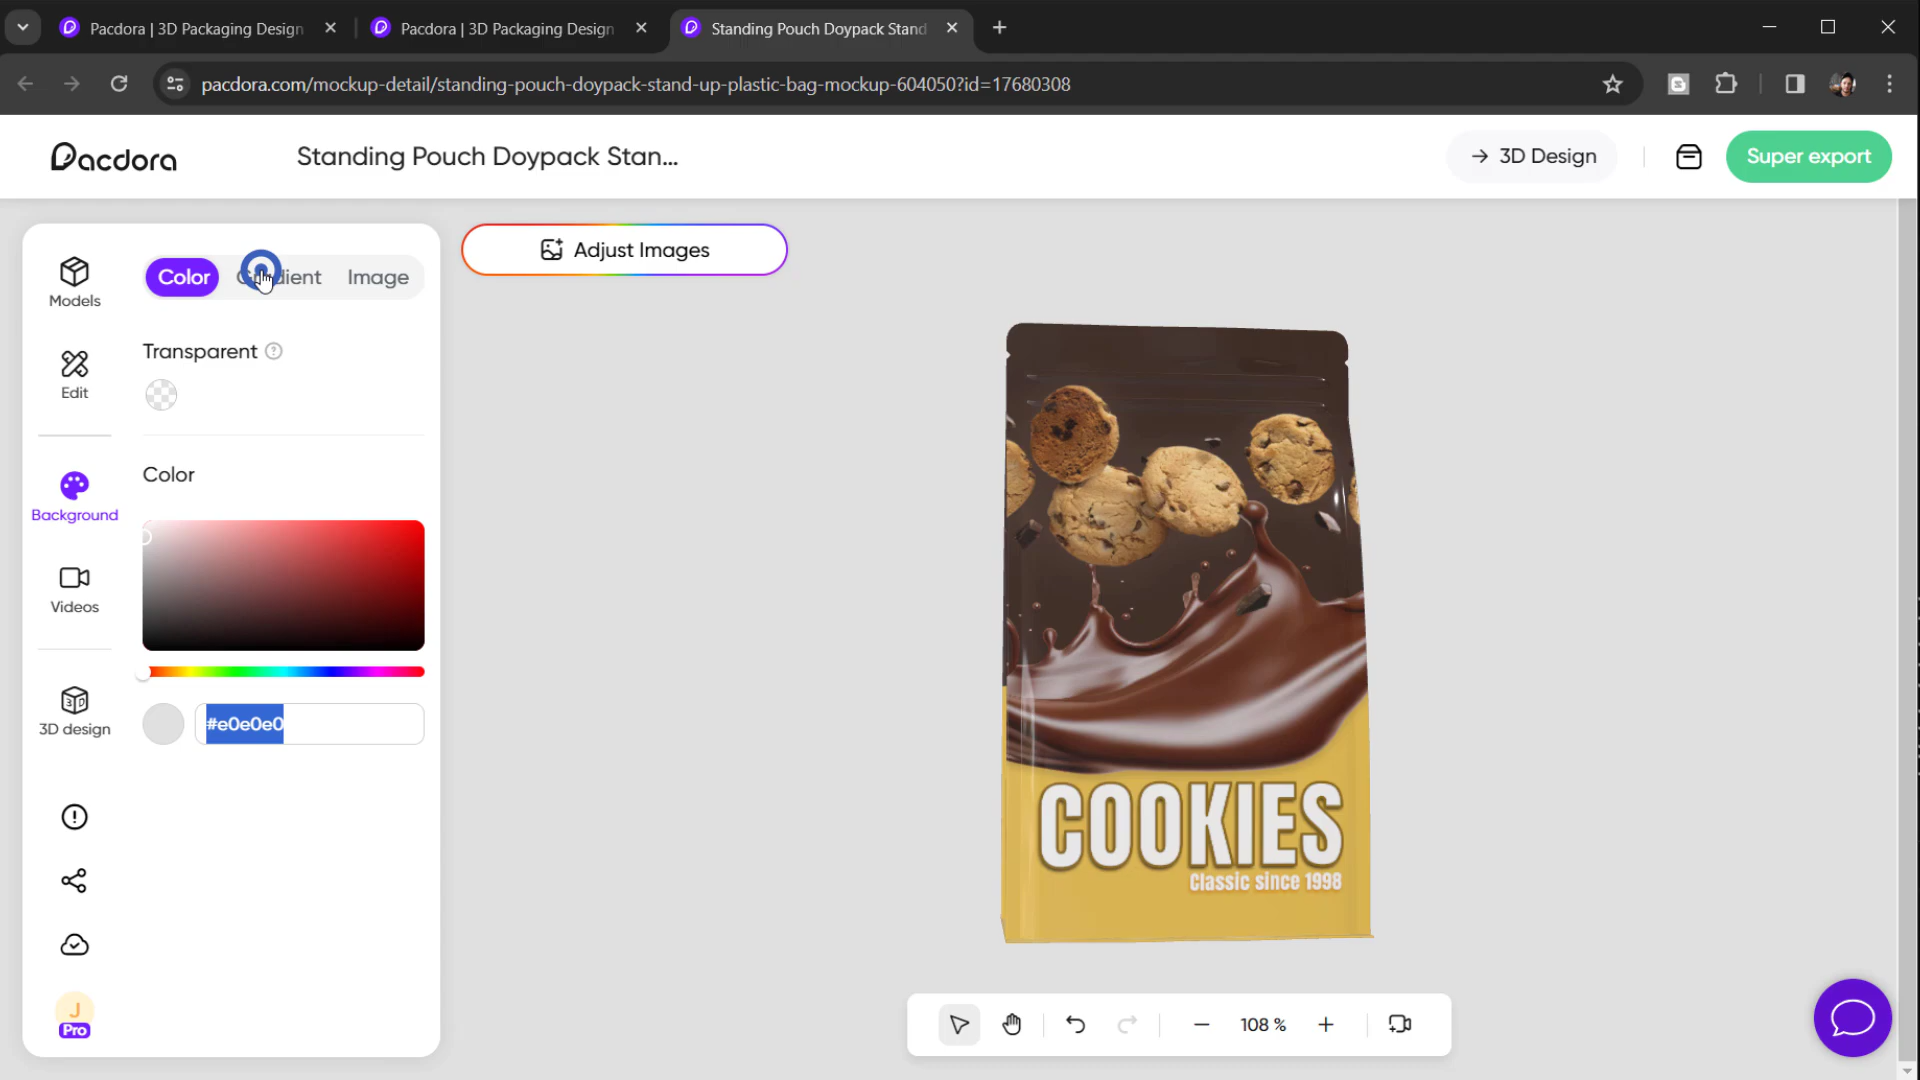 Pacdora | 3D Packaging Design
Pacdora | 3D Packaging Design
Standing Pouch Doypack Stand
pacdora.com/mockup-detail/standing-pouch-doypack-stand-up-plastic-bag-mockup-604050?id=17680308
Pacdora
Standing Pouch Doypack Stan...
→ 3D Design
Super export
Models
Edit
Background
Videos
3D design
J
Pro
Color
Gradient
Image
Transparent ?
Color
#e0e0e0
Adjust Images
COOKIES
Classic since 1998
108 %